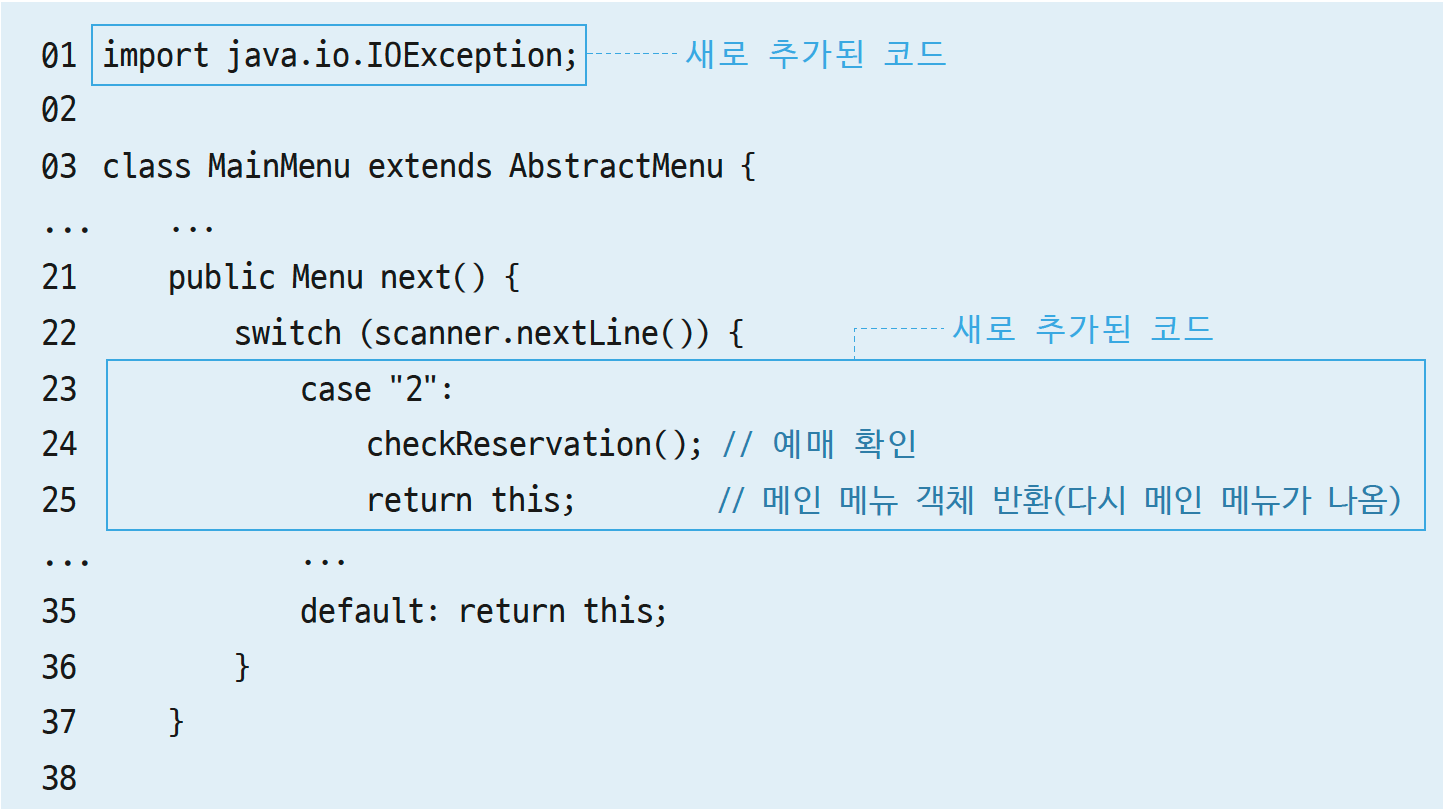 01 import java.io.IOException; 새로 추가된 코드
02
03 class MainMenu extends AbstractMenu {
... ...
21 public Menu next() {
22 switch (scanner.nextLine()) { 새로 추가된 코드
23 case "2":
24 checkReservation(); // 예매 확인
25 return this; // 메인 메뉴 객체 반환(다시 메인 메뉴가 나옴)
... ...
35 default: return this;
36 }
37 }
38